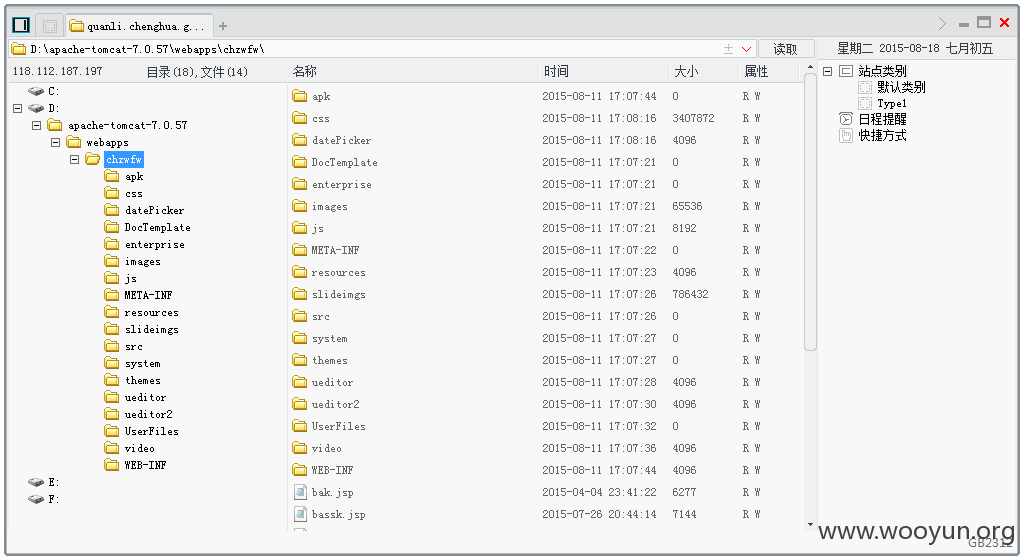 quanli.chenghua.g...
D:\apache-tomcat-7.0.57\webapps\chzwfw\
读取
星期二 2015-08-18 七月初五
118.112.187.197
目录(18),文件(14)
名称 时间 大小 属性
C:
D:
apache-tomcat-7.0.57
webapps
chzwfw
apk
css
datePicker
DocTemplate
enterprise
images
js
META-INF
resources
slideimgs
src
system
themes
ueditor
ueditor2
UserFiles
video
WEB-INF
E:
F:
apk 2015-08-11 17:07:44 0 R W
css 2015-08-11 17:08:16 3407872 R W
datePicker 2015-08-11 17:08:16 4096 R W
DocTemplate 2015-08-11 17:07:21 0 R W
enterprise 2015-08-11 17:07:21 0 R W
images 2015-08-11 17:07:21 65536 R W
js 2015-08-11 17:07:21 8192 R W
META-INF 2015-08-11 17:07:22 0 R W
resources 2015-08-11 17:07:23 4096 R W
slideimgs 2015-08-11 17:07:26 786432 R W
src 2015-08-11 17:07:26 0 R W
system 2015-08-11 17:07:27 0 R W
themes 2015-08-11 17:07:27 0 R W
ueditor 2015-08-11 17:07:28 4096 R W
ueditor2 2015-08-11 17:07:30 4096 R W
UserFiles 2015-08-11 17:07:32 0 R W
video 2015-08-11 17:07:36 4096 R W
WEB-INF 2015-08-11 17:07:44 4096 R W
bak.jsp 2015-04-04 23:41:22 6277 R W
bassk.jsp 2015-07-26 20:44:14 7144 R W
站点类别
默认类别
Type1
日程提醒
快捷方式
www.wooyun.org
GB2312